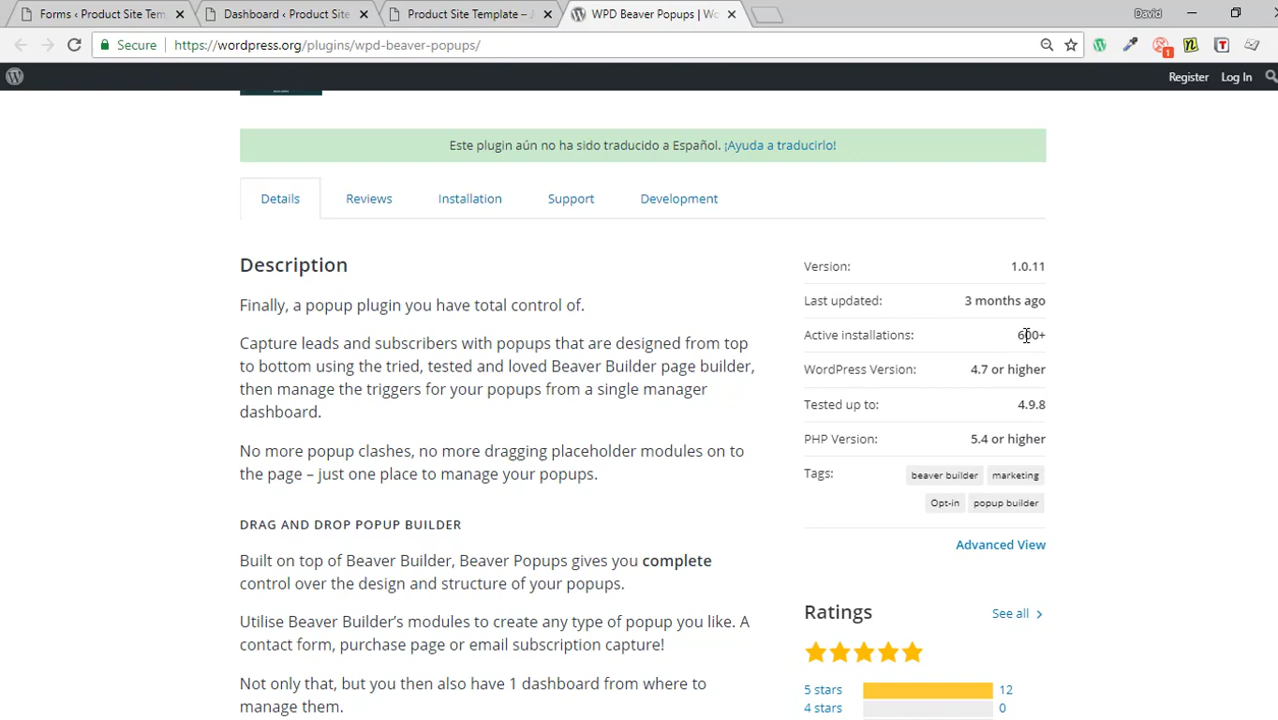 Forms ‹ Product Site Tem
Dashboard ‹ Product Site
Product Site Template –
WPD Beaver Popups | Wo
David
Secure
https://wordpress.org/plugins/wpd-beaver-popups/
1
Register
Log In
Este plugin aún no ha sido traducido a Español. ¡Ayuda a traducirlo!
Details
Reviews
Installation
Support
Development
Description
Finally, a popup plugin you have total control of.
Capture leads and subscribers with popups that are designed from top
to bottom using the tried, tested and loved Beaver Builder page builder,
then manage the triggers for your popups from a single manager
dashboard.
No more popup clashes, no more dragging placeholder modules on to
the page – just one place to manage your popups.
DRAG AND DROP POPUP BUILDER
Built on top of Beaver Builder, Beaver Popups gives you complete
control over the design and structure of your popups.
Utilise Beaver Builder's modules to create any type of popup you like. A
contact form, purchase page or email subscription capture!
Not only that, but you then also have 1 dashboard from where to
manage them.
Version: 1.0.11
Last updated: 3 months ago
Active installations: 600+
WordPress Version: 4.7 or higher
Tested up to: 4.9.8
PHP Version: 5.4 or higher
Tags: beaver builder marketing
Opt-in popup builder
Advanced View
Ratings See all
5 stars 12
4 stars 0